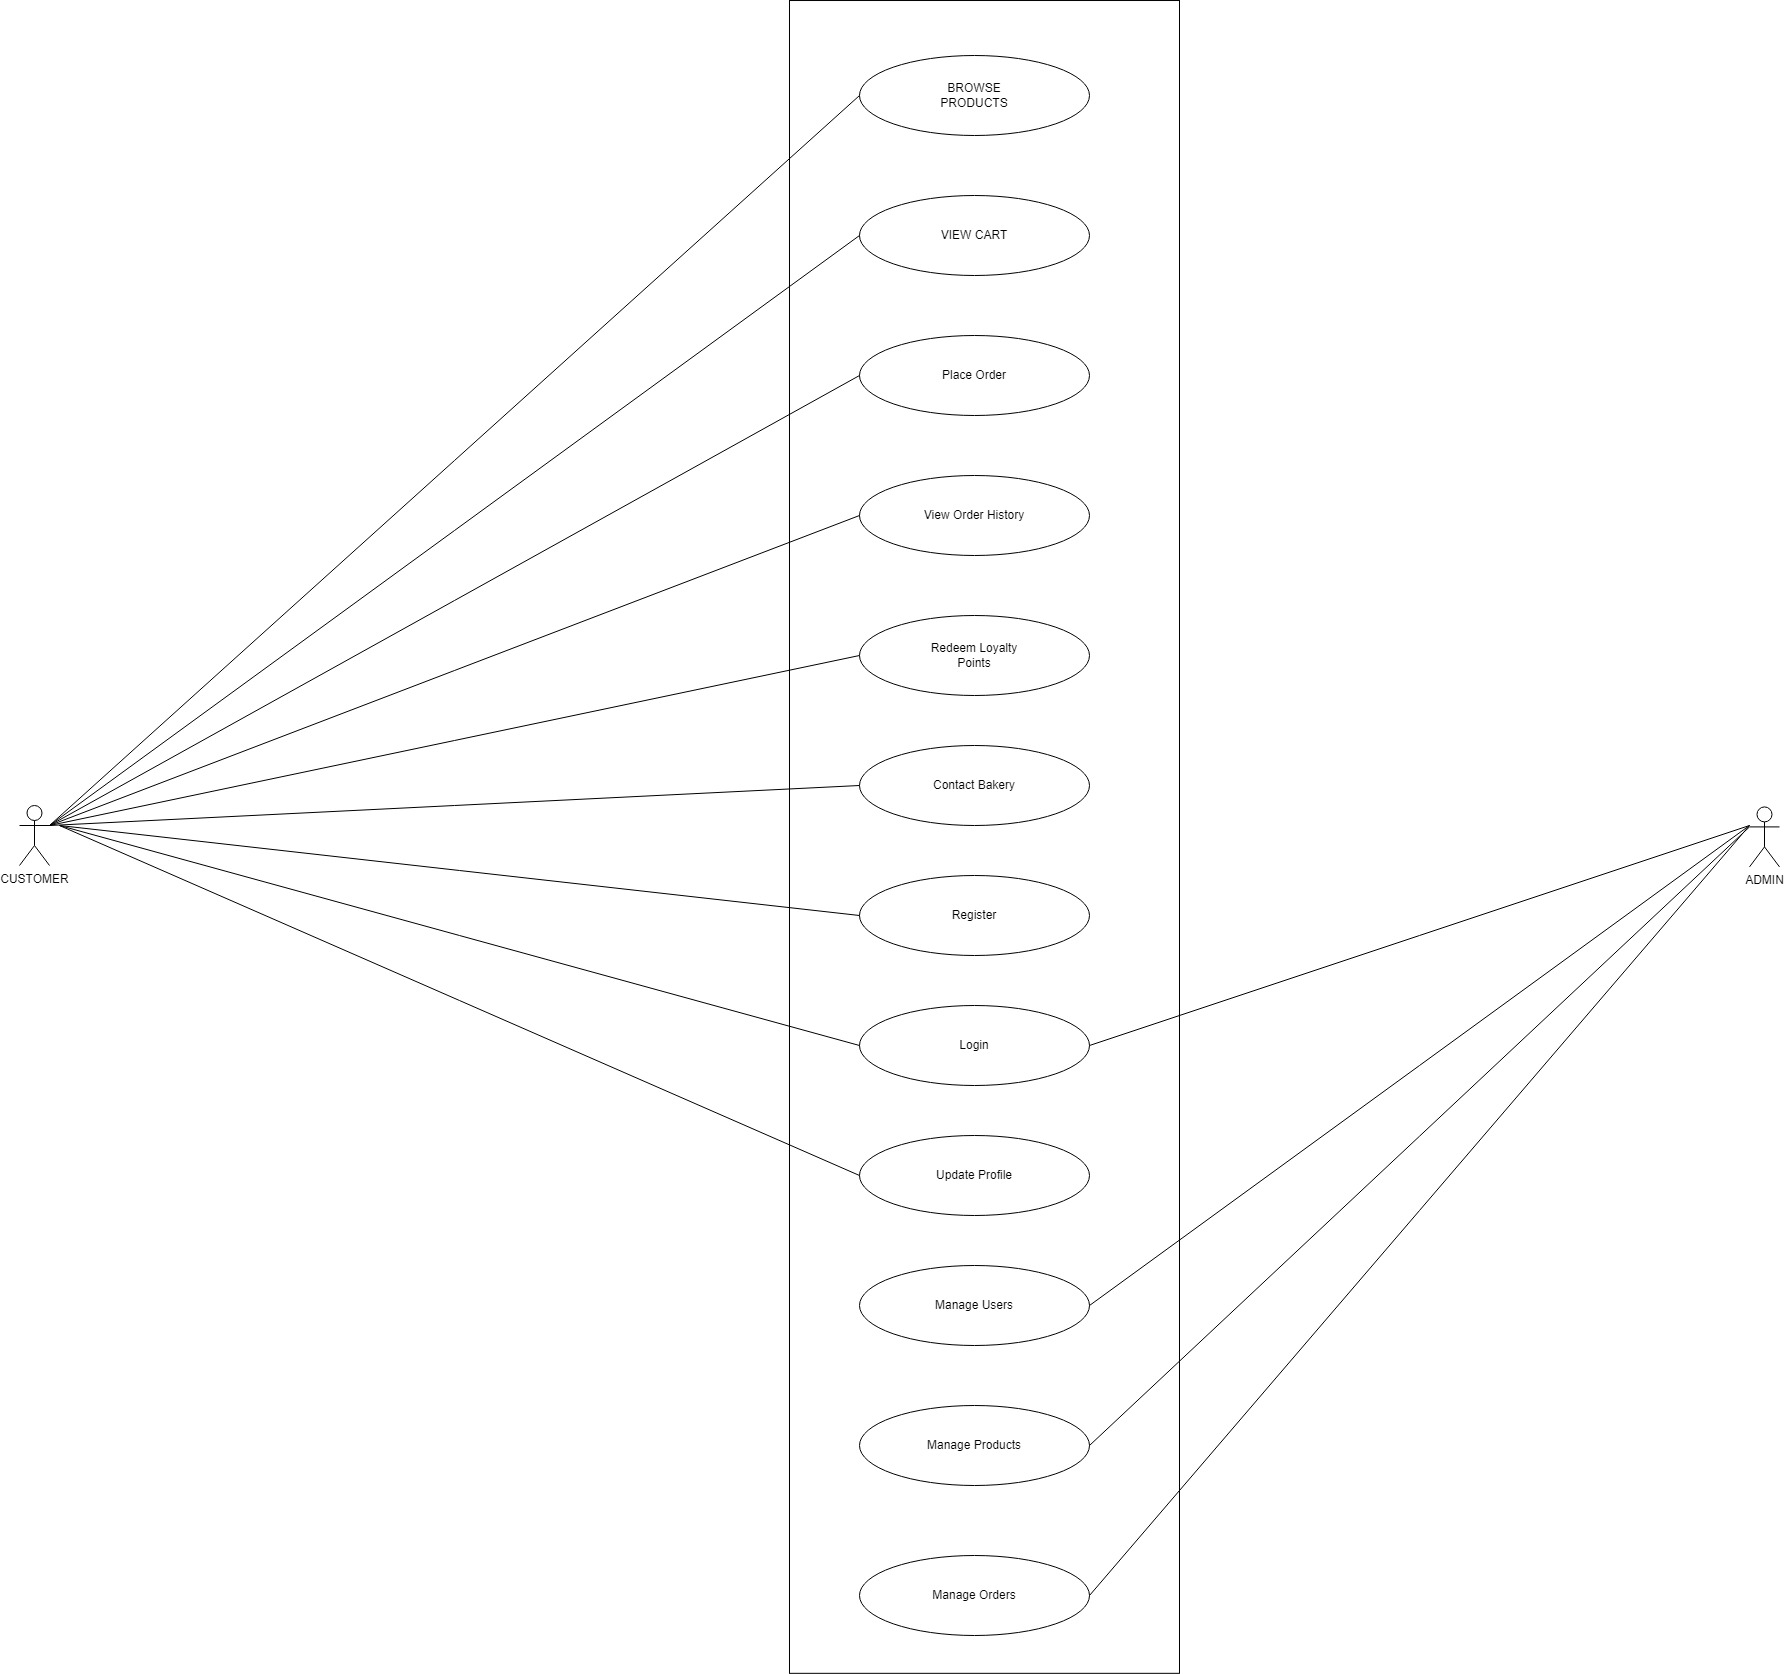 BROWSE
PRODUCTS
VIEW CART
Place Order
View Order History
Redeem Loyalty
Points
Contact Bakery
CUSTOMER
ADMIN
Register
Login
Update Profile
Manage Users
Manage Products
Manage Orders